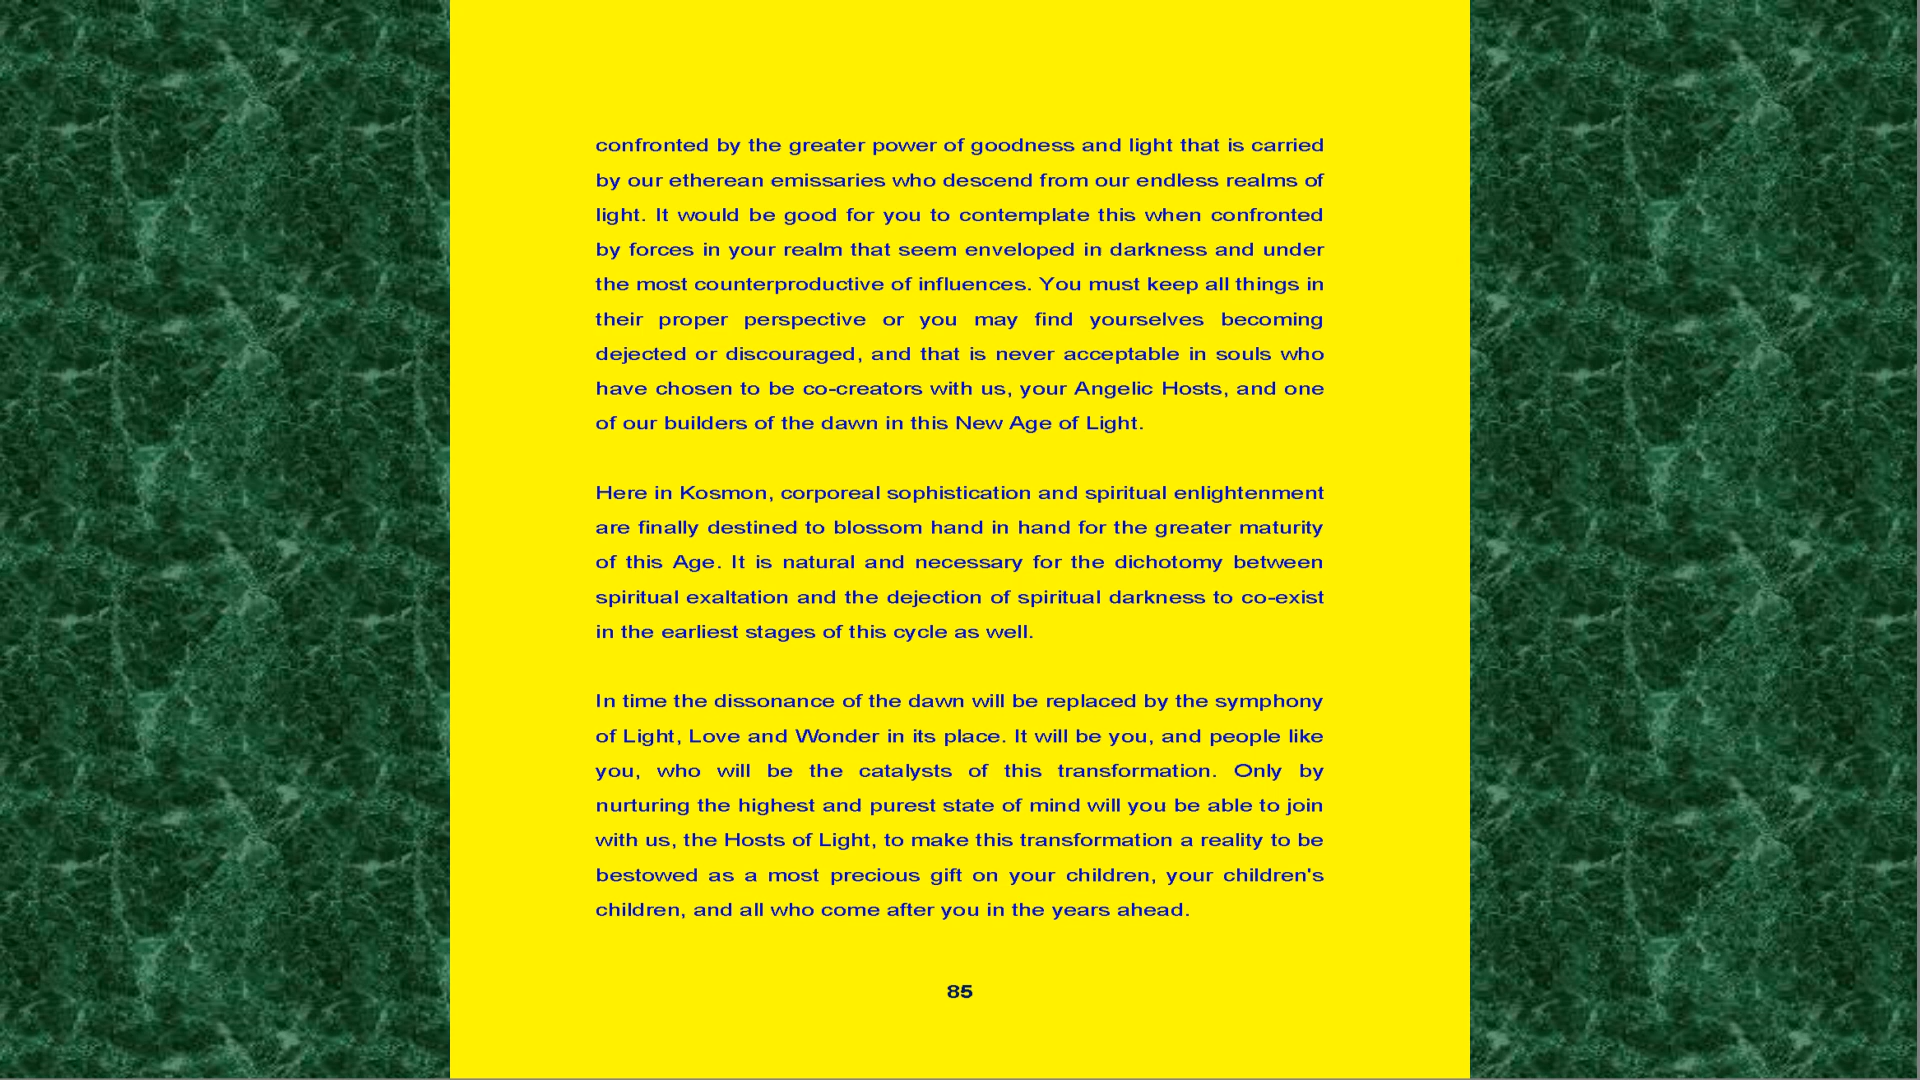 confronted by the greater power of goodness and light that is carried
by our etherean emissaries who descend from our endless realms of
light. It would be good for you to contemplate this when confronted
by forces in your realm that seem enveloped in darkness and under
the most counterproductive of influences. You must keep all things in
their proper perspective or you may find yourselves becoming
dejected or discouraged, and that is never acceptable in souls who
have chosen to be co-creators with us, your Angelic Hosts, and one
of our builders of the dawn in this New Age of Light.
Here in Kosmon, corporeal sophistication and spiritual enlightenment
are finally destined to blossom hand in hand for the greater maturity
of this Age. It is natural and necessary for the dichotomy between
spiritual exaltation and the dejection of spiritual darkness to co-exist
in the earliest stages of this cycle as well.
In time the dissonance of the dawn will be replaced by the symphony
of Light, Love and Wonder in its place. It will be you, and people like
you, who will be the catalysts of this transformation. Only by
nurturing the highest and purest state of mind will you be able to join
with us, the Hosts of Light, to make this transformation a reality to be
bestowed as a most precious gift on your children, your children's
children, and all who come after you in the years ahead.
85